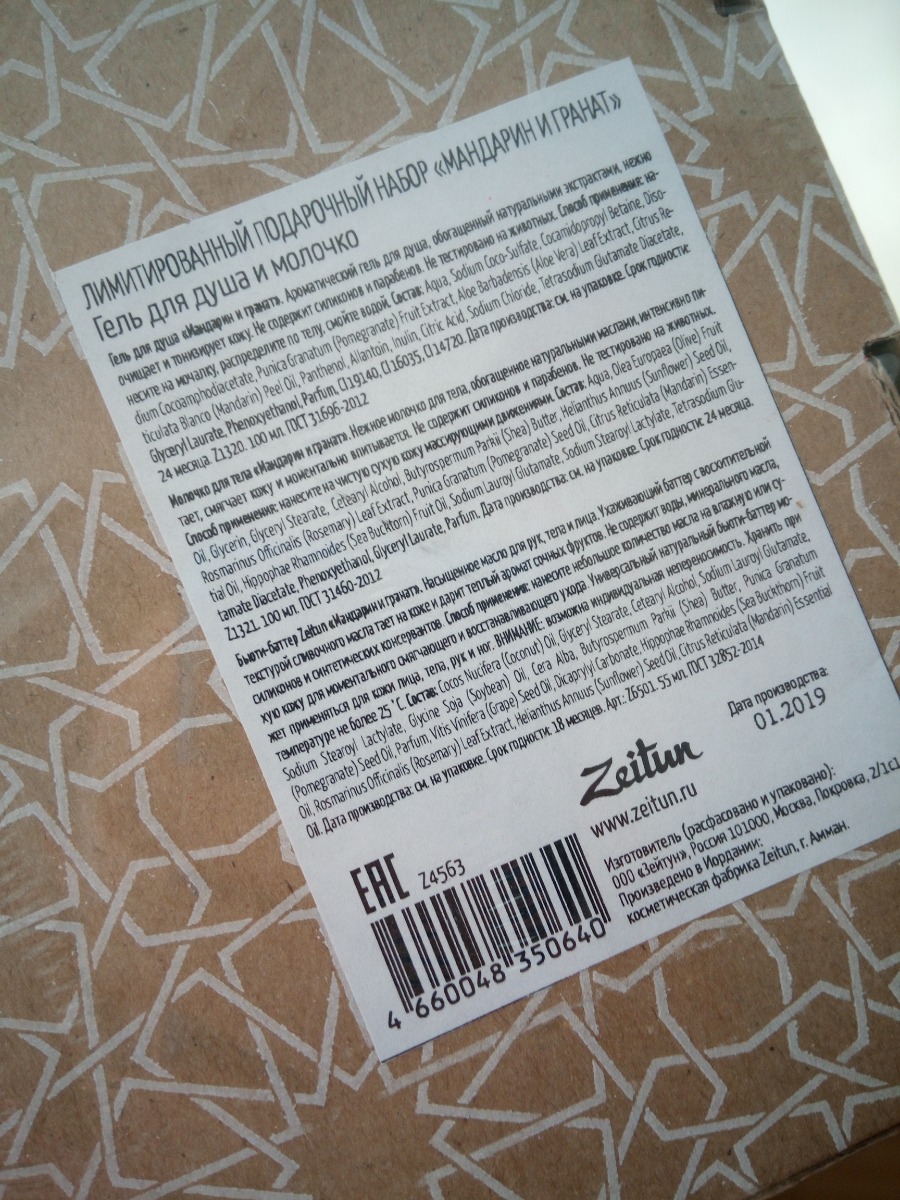 ЛИМИТИРОВАННЫЙ ПОДАРОЧНЫЙ НАБОР «МАНДАРИН И ГРАНАТ»
Гель для душа и молочко
Гель для душа «Мандарин и гранат». Ароматический гель для душа, обогащенный натуральными экстрактами, нежно
очищает и тонизирует кожу. Не содержит силиконов и парабенов. Не тестировано на животных. Способ применения: на-
несите на мочалку, распределите по телу, смойте водой. Состав: Aqua, Sodium Coco-Sulfate, Cocamidopropyl Betaine, Diso-
dium Cocoamphodiacetate, Punica Granatum (Pomegranate) Fruit Extract, Aloe Barbadensis (Aloe Vera) Leaf Extract, Citrus Re-
ticulata Blanco (Mandarin) Peel Oil, Panthenol, Allantoin, Inulin, Citric Acid, Sodium Chloride, Tetrasodium Glutamate Diacetate,
Glyceryl Laurate, Phenoxyethanol, Parfum, CI 19140, CI 16035, CI 14720. Дата производства: см. на упаковке. Срок годности:
24 месяца. Z1320. 100 мл. ГОСТ 31696-2012
Молочко для тела «Мандарин и гранат». Нежное молочко для тела, обогащенное натуральными маслами, интенсивно пи-
тает, смягчает кожу и моментально впитывается. Не содержит силиконов и парабенов. Не тестировано на животных.
Способ применения: нанесите на чистую сухую кожу массирующими движениями. Состав: Aqua, Olea Europaea (Olive) Fruit
Oil, Glycerin, Glyceryl Stearate, Cetearyl Alcohol, Butyrospermum Parkii (Shea) Butter, Helianthus Annuus (Sunflower) Seed Oil,
Rosmarinus Officinalis (Rosemary) Leaf Extract, Punica Granatum (Pomegranate) Seed Oil, Citrus Reticulata (Mandarin) Essen-
tial Oil, Hippophae Rhamnoides (Sea Buckthorn) Fruit Oil, Sodium Lauroyl Glutamate, Sodium Stearoyl Lactylate, Tetrasodium Glu-
tamate Diacetate, Phenoxyethanol, Glyceryl Laurate, Parfum. Дата производства: см. на упаковке. Срок годности: 24 месяца.
Z1321. 100 мл. ГОСТ 31460-2012
Бьюти-баттер Zeitun «Мандарин и гранат». Насыщенное масло для рук, тела и лица. Ухаживающий баттер с восхитительной
текстурой сливочного масла тает на коже и дарит теплый аромат сочных фруктов. Не содержит воды, минерального масла,
силиконов и синтетических консервантов. Способ применения: нанесите небольшое количество масла на влажную или су-
хую кожу для моментального смягчающего и восстанавливающего ухода. Универсальный натуральный бьюти-баттер мо-
жет применяться для кожи лица, тела, рук и ног. ВНИМАНИЕ: возможна индивидуальная непереносимость. Хранить при
температуре не более 25˚С. Состав: Cocos Nucifera (Coconut) Oil, Glyceryl Stearate, Cetearyl Alcohol, Sodium Lauroyl Glutamate,
Sodium Stearoyl Lactylate, Glycine Soja (Soybean) Oil, Cera Alba, Butyrospermum Parkii (Shea) Butter, Punica Granatum
(Pomegranate) Seed Oil, Parfum, Vitis Vinifera (Grape) Seed Oil, Dicaprylyl Carbonate, Hippophae Rhamnoides (Sea Buckthorn) Fruit
Oil, Rosmarinus Officinalis (Rosemary) Leaf Extract, Helianthus Annuus (Sunflower) Seed Oil, Citrus Reticulata (Mandarin) Essential
Oil. Дата производства: см. на упаковке. Срок годности: 18 месяцев. Арт.: Z6501. 55 мл. ГОСТ 32852-2014
Дата производства:
01.2019
Zeitun
www.zeitun.ru
EAC Z4563
4 660048 350640
Изготовитель (расфасовано и упаковано):
ООО «Зейтун», Россия 101000, Москва, Покровка, 2/1с1
Произведено в Иордании:
косметическая фабрика Zeitun, г. Амман.